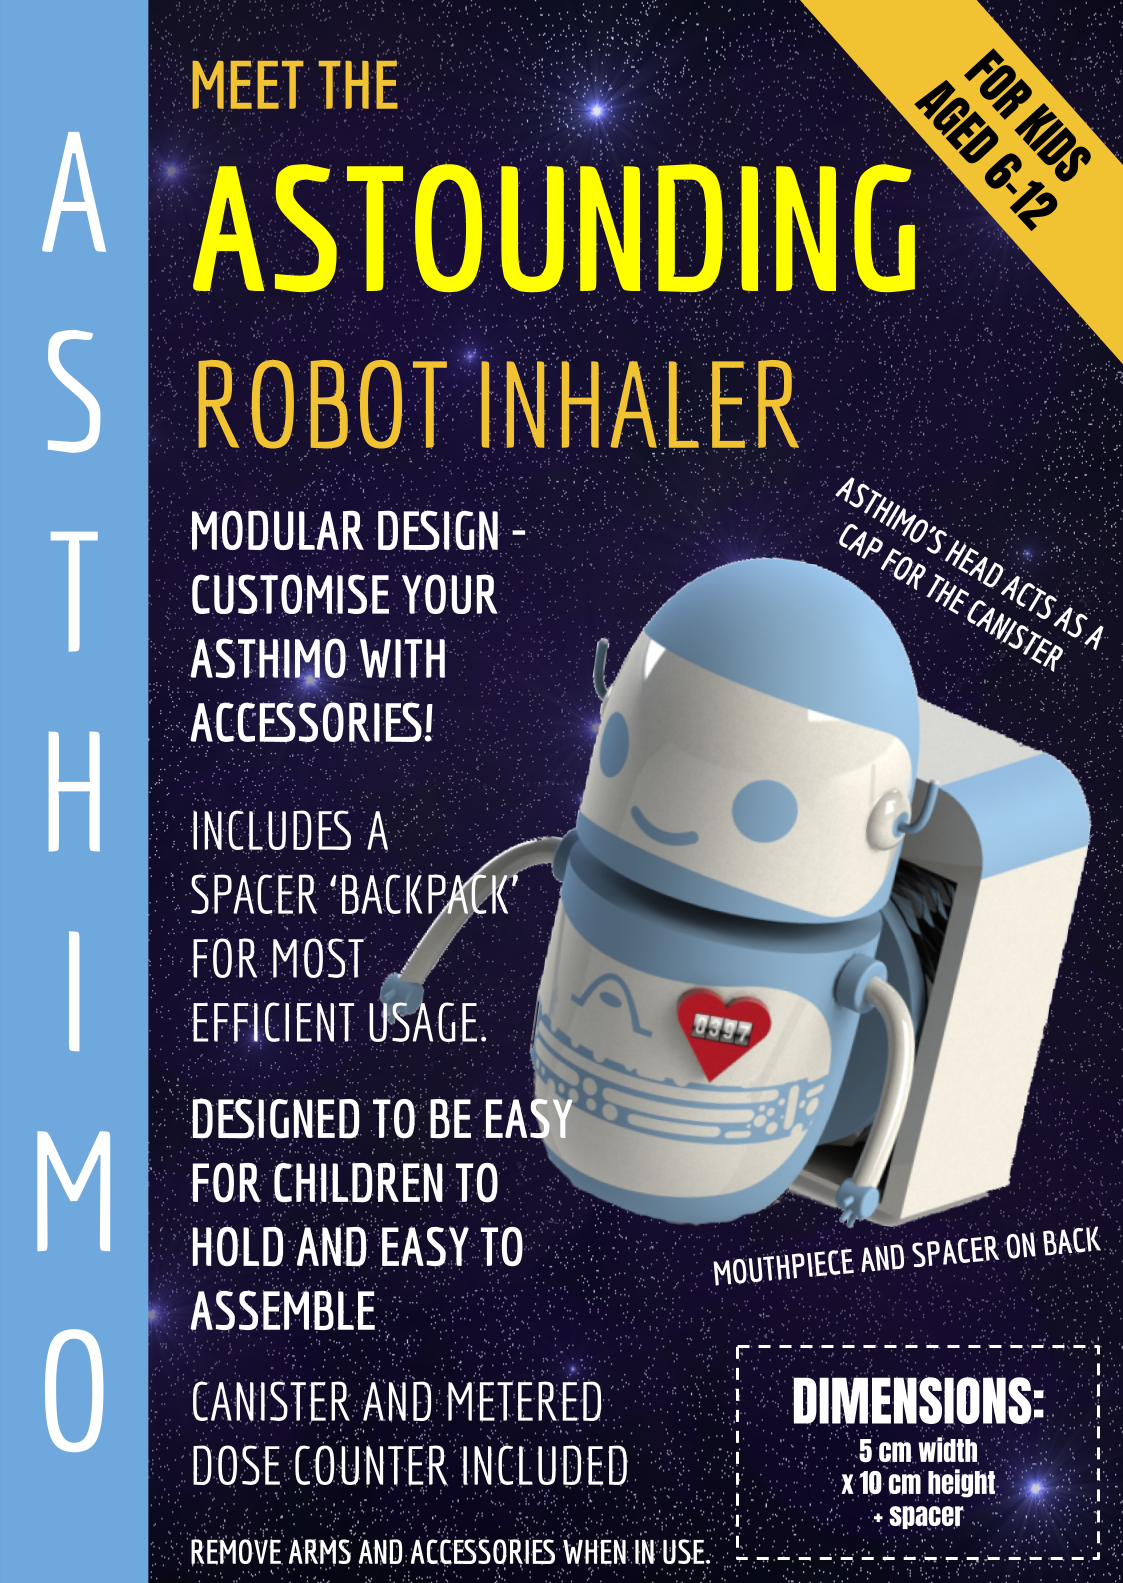 ASTHIMO
MEET THE
ASTOUNDING
ROBOT INHALER
FOR KIDS
AGED 6-12
MODULAR DESIGN -
CUSTOMISE YOUR
ASTHIMO WITH
ACCESSORIES!
ASTHIMO'S HEAD ACTS AS A
CAP FOR THE CANISTER
INCLUDES A
SPACER ‘BACKPACK’
FOR MOST
EFFICIENT USAGE.
0397
DESIGNED TO BE EASY
FOR CHILDREN TO
HOLD AND EASY TO
ASSEMBLE
MOUTHPIECE AND SPACER ON BACK
CANISTER AND METERED
DOSE COUNTER INCLUDED
REMOVE ARMS AND ACCESSORIES WHEN IN USE.
DIMENSIONS:
5 cm width
x 10 cm height
+ spacer